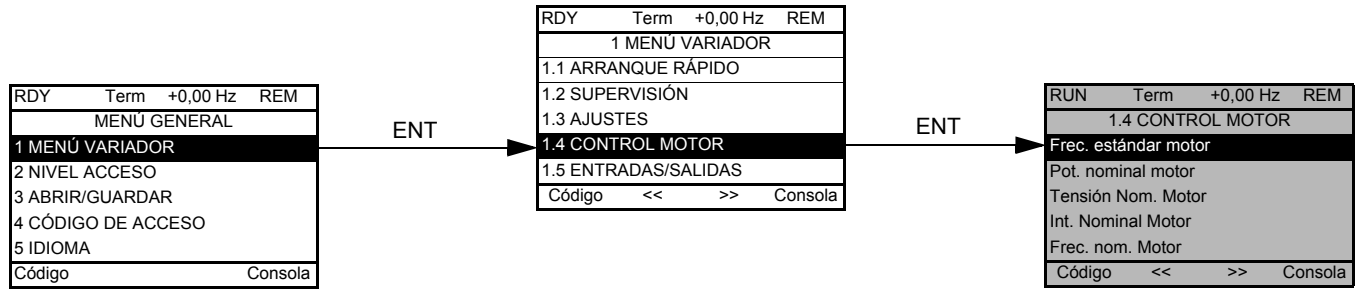 RDY Term +0,00 Hz REM
MENÚ GENERAL
1 MENÚ VARIADOR
2 NIVEL ACCESO
3 ABRIR/GUARDAR
4 CÓDIGO DE ACCESO
5 IDIOMA
Código Consola
ENT
RDY Term +0,00 Hz REM
1 MENÚ VARIADOR
1.1 ARRANQUE RÁPIDO
1.2 SUPERVISIÓN
1.3 AJUSTES
1.4 CONTROL MOTOR
1.5 ENTRADAS/SALIDAS
Código << >> Consola
ENT
RUN Term +0,00 Hz REM
1.4 CONTROL MOTOR
Frec. estándar motor
Pot. nominal motor
Tensión Nom. Motor
Int. Nominal Motor
Frec. nom. Motor
Código << >> Consola